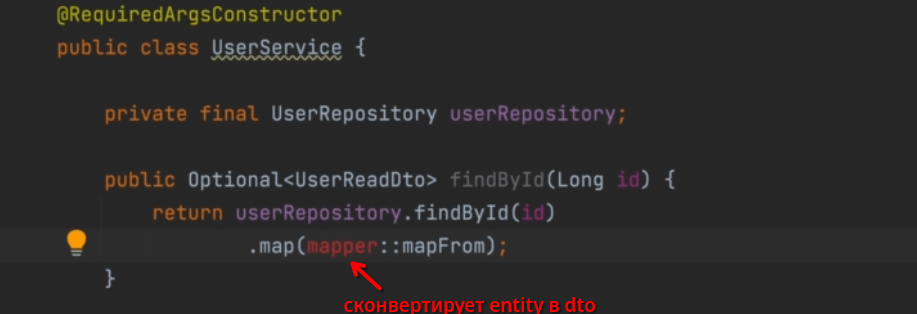 @RequiredArgsConstructor
public class UserService {
private final UserRepository userRepository;
public Optional<UserReadDto> findById(Long id) {
return userRepository.findById(id)
.map(mapper::mapFrom);
}
сконвертирует entity в dto